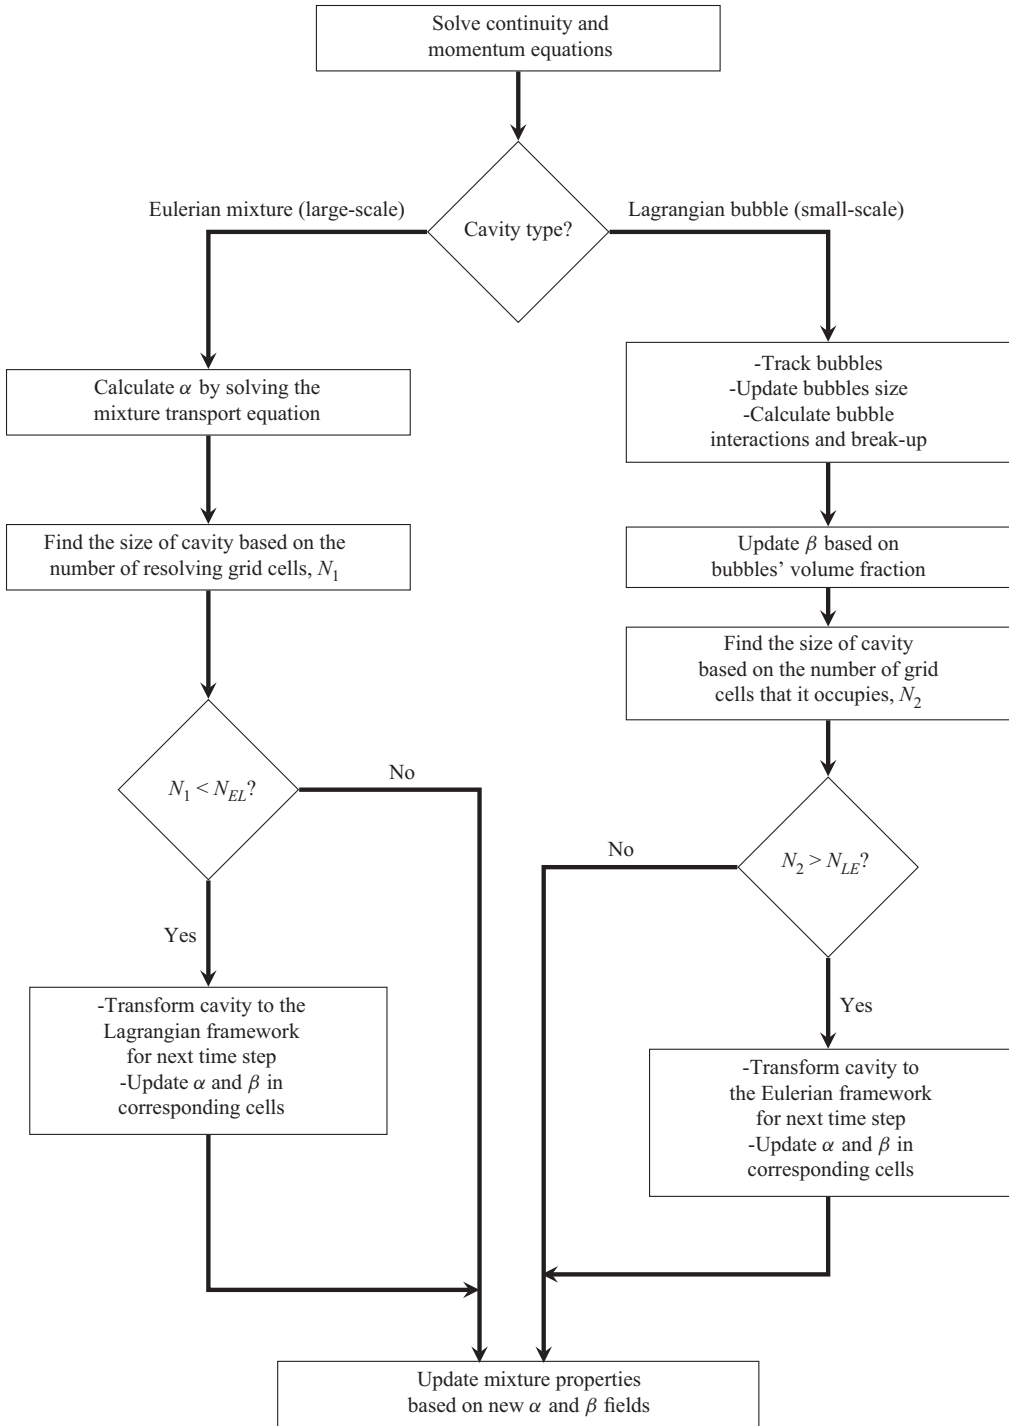 Solve continuity and
momentum equations
Cavity type?
Eulerian mixture (large-scale)
Lagrangian bubble (small-scale)
Calculate α by solving the
mixture transport equation
Find the size of cavity based on the
number of resolving grid cells, N₁
N₁ < N_EL?
No
Yes
-Transform cavity to the
Lagrangian framework
for next time step
-Update α and β in
corresponding cells
-Track bubbles
-Update bubbles size
-Calculate bubble
interactions and break-up
Update β based on
bubbles’ volume fraction
Find the size of cavity
based on the number of grid
cells that it occupies, N₂
N₂ > N_LE?
No
Yes
-Transform cavity to
the Eulerian framework
for next time step
-Update α and β in
corresponding cells
Update mixture properties
based on new α and β fields